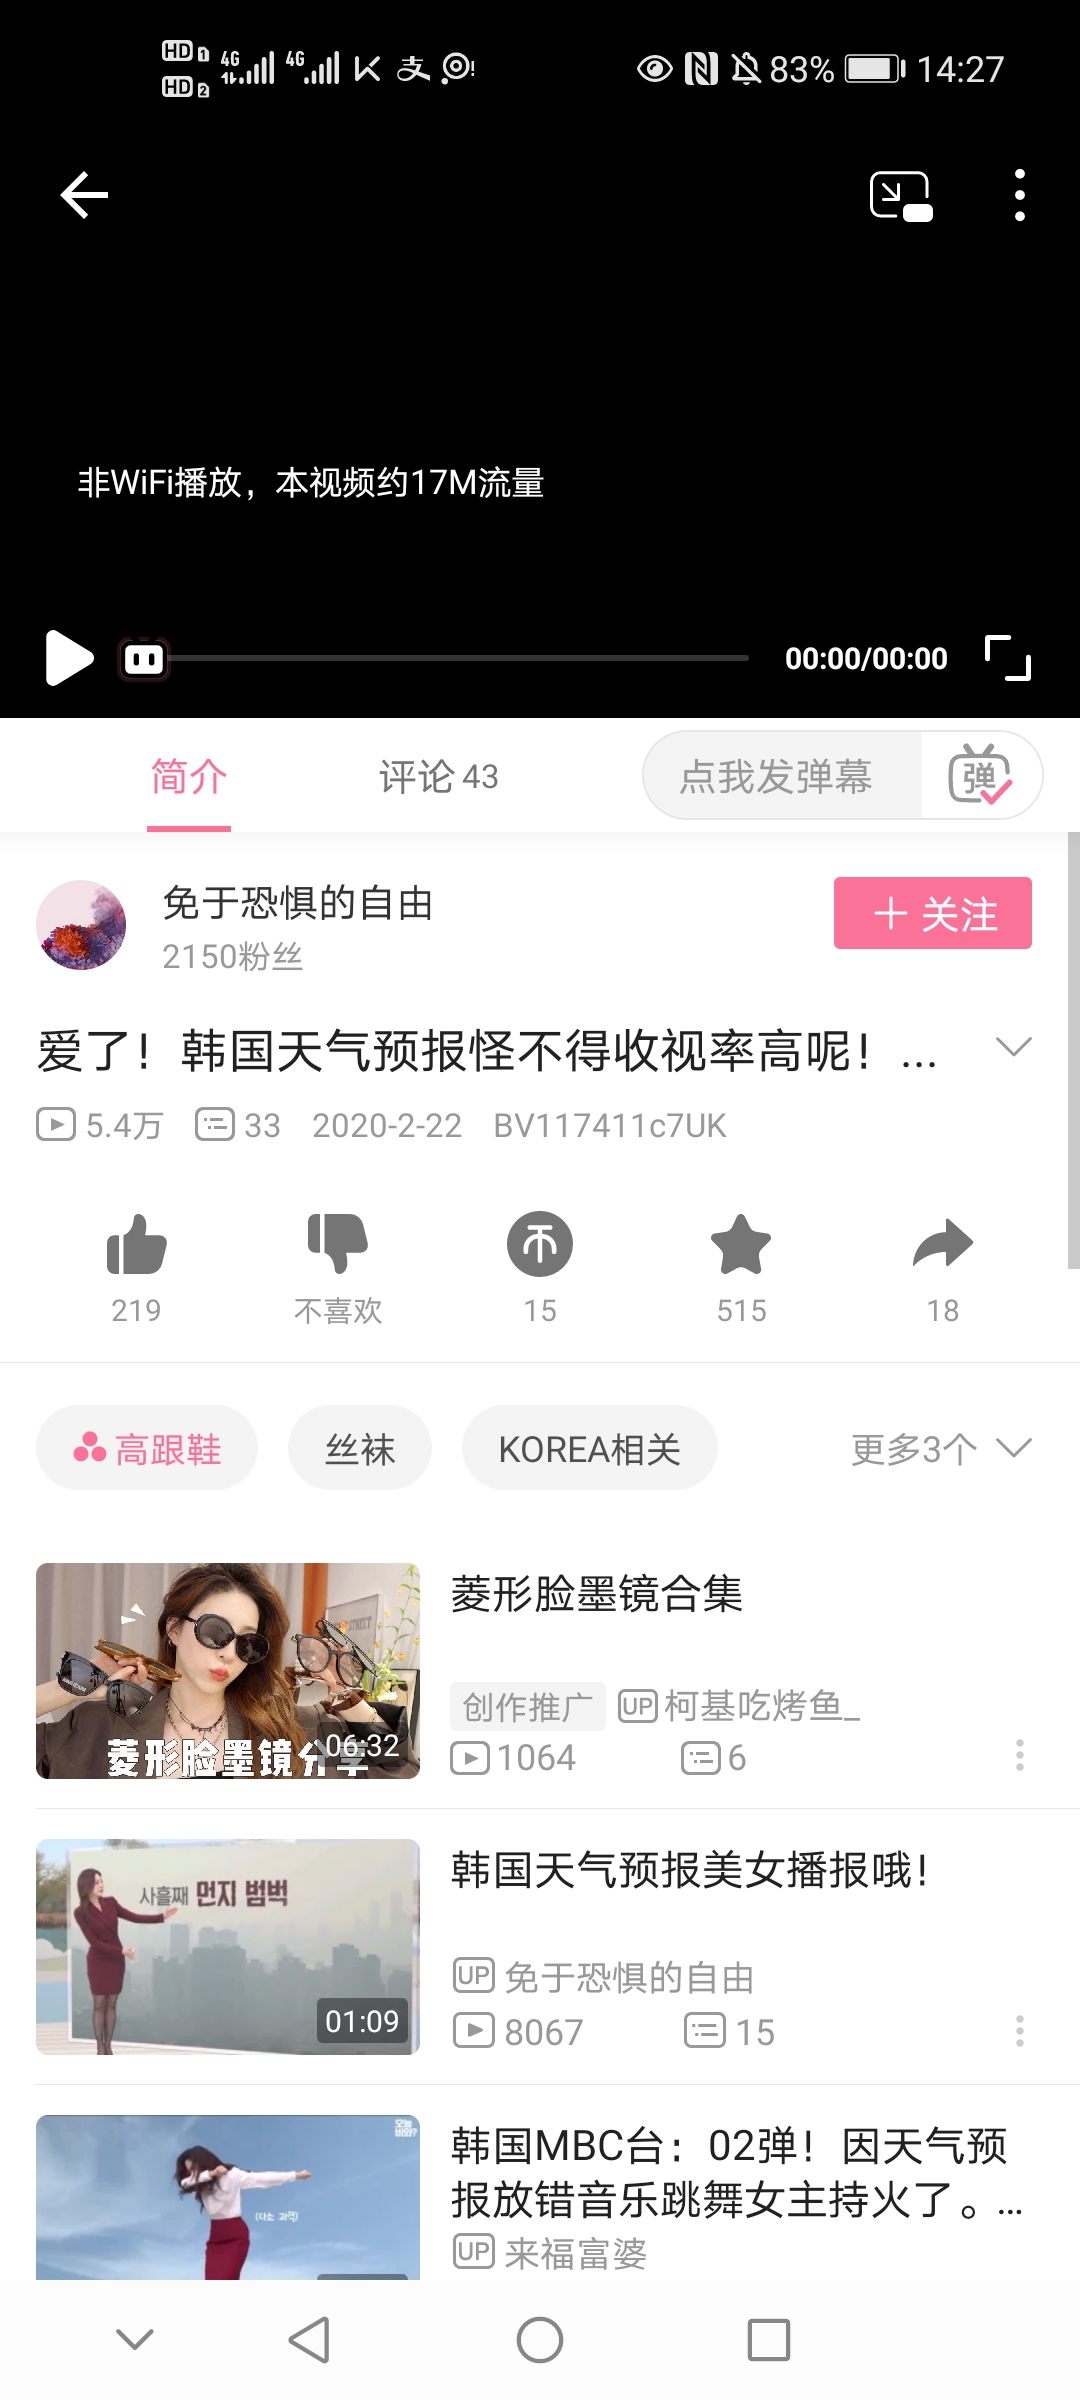 HD 1 4G 4G 83% 14:27
HD 2
非WiFi播放，本视频约17M流量
00:00/00:00
简介 评论 43 点我发弹幕 弹
免于恐惧的自由
2150粉丝
+ 关注
爱了！韩国天气预报怪不得收视率高呢！...
5.4万 33 2020-2-22 BV117411c7UK
219 不喜欢 15 515 18
高跟鞋 丝袜 KOREA相关 更多3个
菱形脸墨镜合集
创作推广 UP 柯基吃烤鱼_
1064 6
菱形脸墨镜分享
06:32
韩国天气预报美女播报哦！
사흘째 먼지 범벅
UP 免于恐惧的自由
01:09
8067 15
韩国MBC台：02弹！因天气预
报放错音乐跳舞女主持火了。...
(다소 과격)
UP 来福富婆